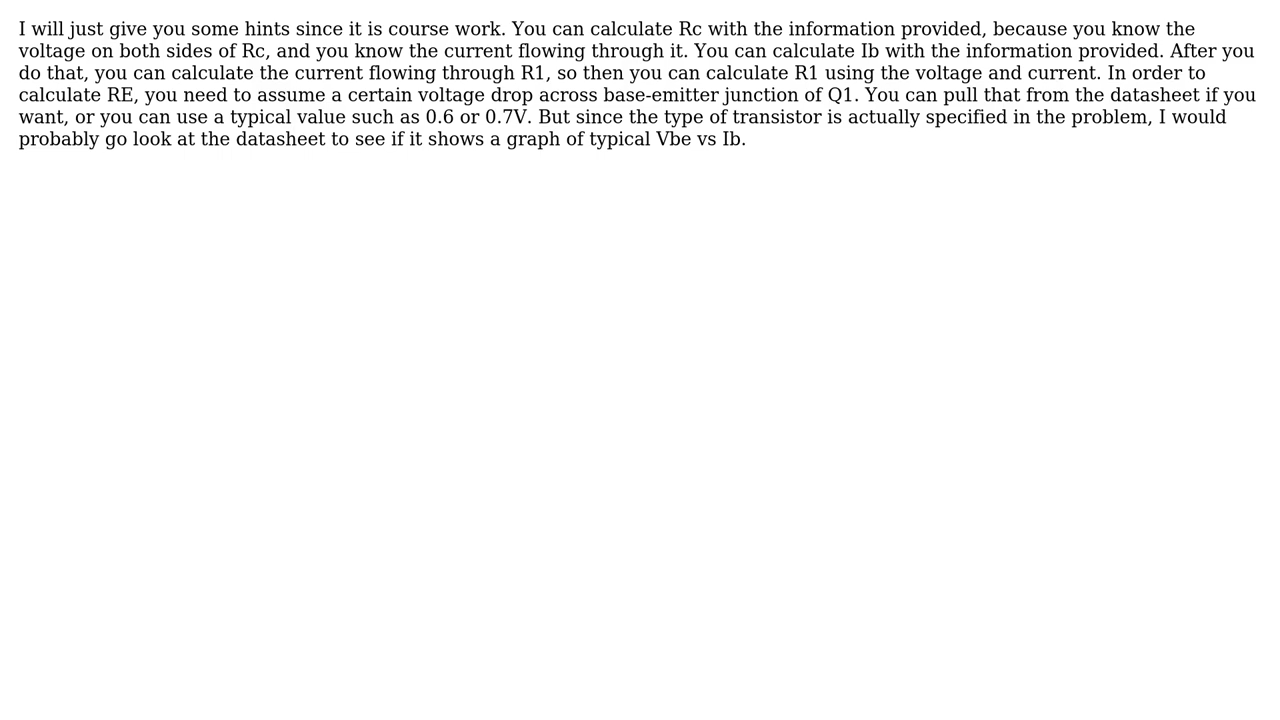 I will just give you some hints since it is course work. You can calculate Rc with the information provided, because you know the
voltage on both sides of Rc, and you know the current flowing through it. You can calculate Ib with the information provided. After you
do that, you can calculate the current flowing through R1, so then you can calculate R1 using the voltage and current. In order to
calculate RE, you need to assume a certain voltage drop across base-emitter junction of Q1. You can pull that from the datasheet if you
want, or you can use a typical value such as 0.6 or 0.7V. But since the type of transistor is actually specified in the problem, I would
probably go look at the datasheet to see if it shows a graph of typical Vbe vs Ib.